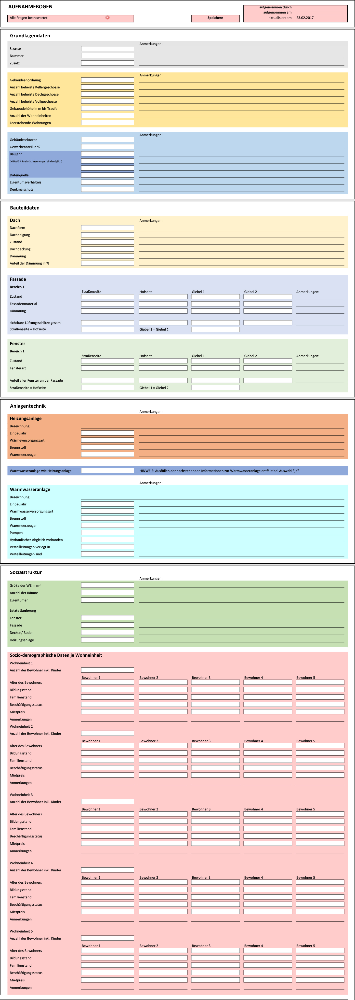 AUFNAHMEBOGEN
aufgenommen durch
aufgenommen am
Alle Fragen beantwortet:
Speichern
aktualisiert am 23.02.2017
Grundlagendaten
Anmerkungen:
Strasse
Nummer
Zusatz
Anmerkungen:
Gebäudeanordnung
Anzahl beheizte Kellergeschosse
Anzahl beheizte Dachgeschosse
Anzahl beheizte Vollgeschosse
Gebaeudehöhe in m bis Traufe
Anzahl der Wohneinheiten
Leerstehende Wohnungen
Anmerkungen:
Gebäudesektoren
Gewerbeanteil in %
Baujahr
(HINWEIS: Mehrfachnennungen sind möglich)
Datenquelle
Eigentumsverhältnis
Denkmalschutz
Bauteildaten
Dach Anmerkungen:
Dachform
Dachneigung
Zustand
Dachdeckung
Dämmung
Anteil der Dämmung in %
Fassade
Bereich 1
Straßenseite Hofseite Giebel 1 Giebel 2 Anmerkungen:
Zustand
Fassadenmaterial
Dämmung
sichtbare Lüftungsschlitze gesamt
Straßenseite = Hofseite Giebel 1 = Giebel 2
Fenster
Bereich 1
Straßenseite Hofseite Giebel 1 Giebel 2 Anmerkungen:
Zustand
Fensterart
Anteil aller Fenster an der Fassade
Straßenseite = Hofseite Giebel 1 = Giebel 2
Anlagentechnik
Anmerkungen:
Heizungsanlage
Bezeichnung
Einbaujahr
Wärmeversorgungsart
Brennstoff
Waermeerzeuger
Warmwasseranlage wie Heizungsanlage HINWEIS: Ausfüllen der nachstehenden Informationen zur Warmwasseranlage entfällt bei Auswahl "ja"
Anmerkungen:
Warmwasseranlage
Bezeichnung
Einbaujahr
Warmwasserversorgungsart
Brennstoff
Waermeerzeuger
Pumpen
Hydraulischer Abgleich vorhanden
Verteilleitungen verlegt in
Verteilleitungen sind
Sozialstruktur
Anmerkungen:
Größe der WE in m²
Anzahl der Räume
Eigentümer
Letzte Sanierung
Fenster
Fassade
Decken/ Boden
Heizungsanlage
Sozio-demographische Daten je Wohneinheit
Wohneinheit 1
Anzahl der Bewohner inkl. Kinder
Bewohner 1 Bewohner 2 Bewohner 3 Bewohner 4 Bewohner 5
Alter des Bewohners
Bildungsstand
Familienstand
Beschäftigungsstatus
Mietpreis
Anmerkungen
Wohneinheit 2
Anzahl der Bewohner inkl. Kinder
Bewohner 1 Bewohner 2 Bewohner 3 Bewohner 4 Bewohner 5
Alter des Bewohners
Bildungsstand
Familienstand
Beschäftigungsstatus
Mietpreis
Anmerkungen
Wohneinheit 3
Anzahl der Bewohner inkl. Kinder
Bewohner 1 Bewohner 2 Bewohner 3 Bewohner 4 Bewohner 5
Alter des Bewohners
Bildungsstand
Familienstand
Beschäftigungsstatus
Mietpreis
Anmerkungen
Wohneinheit 4
Anzahl der Bewohner inkl. Kinder
Bewohner 1 Bewohner 2 Bewohner 3 Bewohner 4 Bewohner 5
Alter des Bewohners
Bildungsstand
Familienstand
Beschäftigungsstatus
Mietpreis
Anmerkungen
Wohneinheit 5
Anzahl der Bewohner inkl. Kinder
Bewohner 1 Bewohner 2 Bewohner 3 Bewohner 4 Bewohner 5
Alter des Bewohners
Bildungsstand
Familienstand
Beschäftigungsstatus
Mietpreis
Anmerkungen